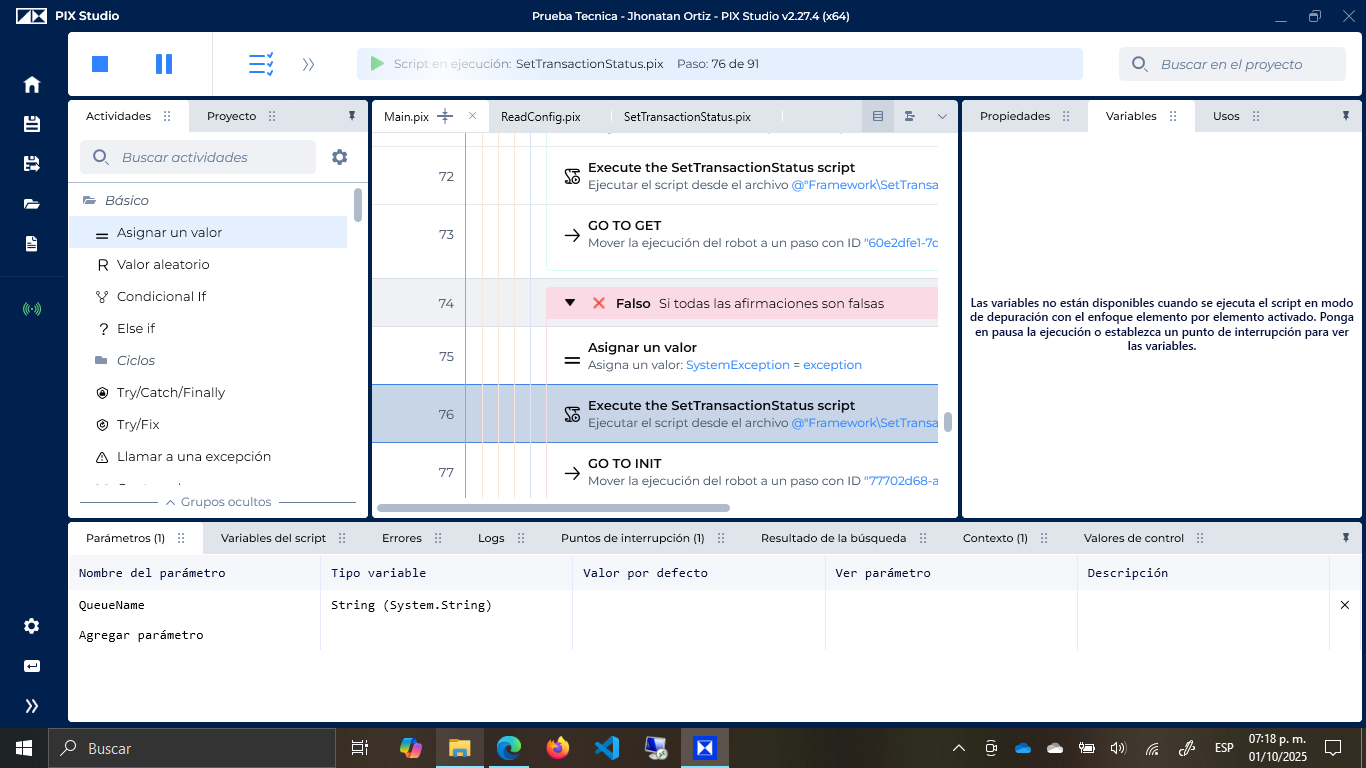 PIX Studio
Prueba Tecnica - Jhonatan Ortiz - PIX Studio v2.27.4 (x64)
Script en ejecución: SetTransactionStatus.pix Paso: 76 de 91
Buscar en el proyecto
Actividades
Proyecto
Buscar actividades
Básico
Asignar un valor
Valor aleatorio
Condicional If
Else if
Ciclos
Try/Catch/Finally
Try/Fix
Llamar a una excepción
Grupos ocultos
Main.pix
ReadConfig.pix
SetTransactionStatus.pix
72
Execute the SetTransactionStatus script
Ejecutar el script desde el archivo @"Framework\SetTransa
73
GO TO GET
Mover la ejecución del robot a un paso con ID "60e2dfe1-7c
74
Falso Si todas las afirmaciones son falsas
75
Asignar un valor
Asigna un valor: SystemException = exception
76
Execute the SetTransactionStatus script
Ejecutar el script desde el archivo @"Framework\SetTransa
77
GO TO INIT
Mover la ejecución del robot a un paso con ID "77702d68-a
Propiedades
Variables
Usos
Las variables no están disponibles cuando se ejecuta el script en modo
de depuración con el enfoque elemento por elemento activado. Ponga
en pausa la ejecución o establezca un punto de interrupción para ver
las variables.
Parámetros (1)
Variables del script
Errores
Logs
Puntos de interrupción (1)
Resultado de la búsqueda
Contexto (1)
Valores de control
Nombre del parámetro
Tipo variable
Valor por defecto
Ver parámetro
Descripción
QueueName
String (System.String)
Agregar parámetro
Buscar
ESP
07:18 p. m.
01/10/2025